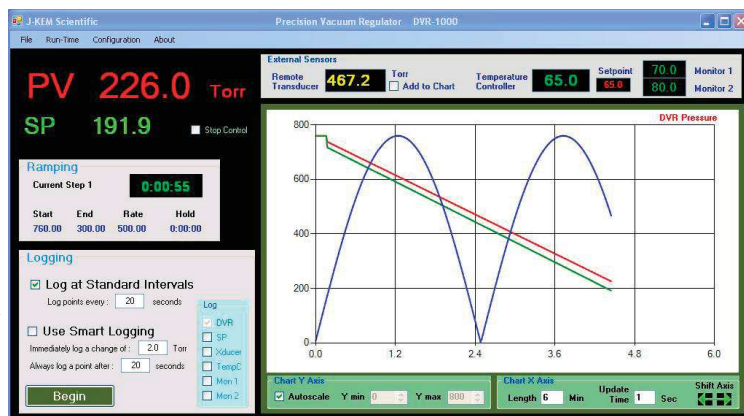 J-KEM Scientific Precision Vacuum Regulator DVR-1000
File Run-Time Configuration About
PV 226.0 Torr
SP 191.9 Stop Control
External Sensors
Remote Transducer 467.2 Torr Add to Chart
Temperature Controller 65.0 Setpoint 65.0
70.0 Monitor 1
80.0 Monitor 2
Ramping
Current Step 1 0:00:55
Start End Rate Hold
760.00 300.00 500.00 0:00:00
Logging
Log at Standard Intervals
Log points every : 20 seconds
Use Smart Logging
Immediately log a change of : 2.0 Torr
Always log a point after : 20 seconds
Begin
Log
DVR
SP
Xducer
TempC
Mon 1
Mon 2
DVR Pressure
800
600
400
200
0
0.0 1.2 2.4 3.6 4.8 6.0
Chart Y Axis
Autoscale Y min 0 Y max 800
Chart X Axis
Length 6 Min Update Time 1 Sec Shift Axis